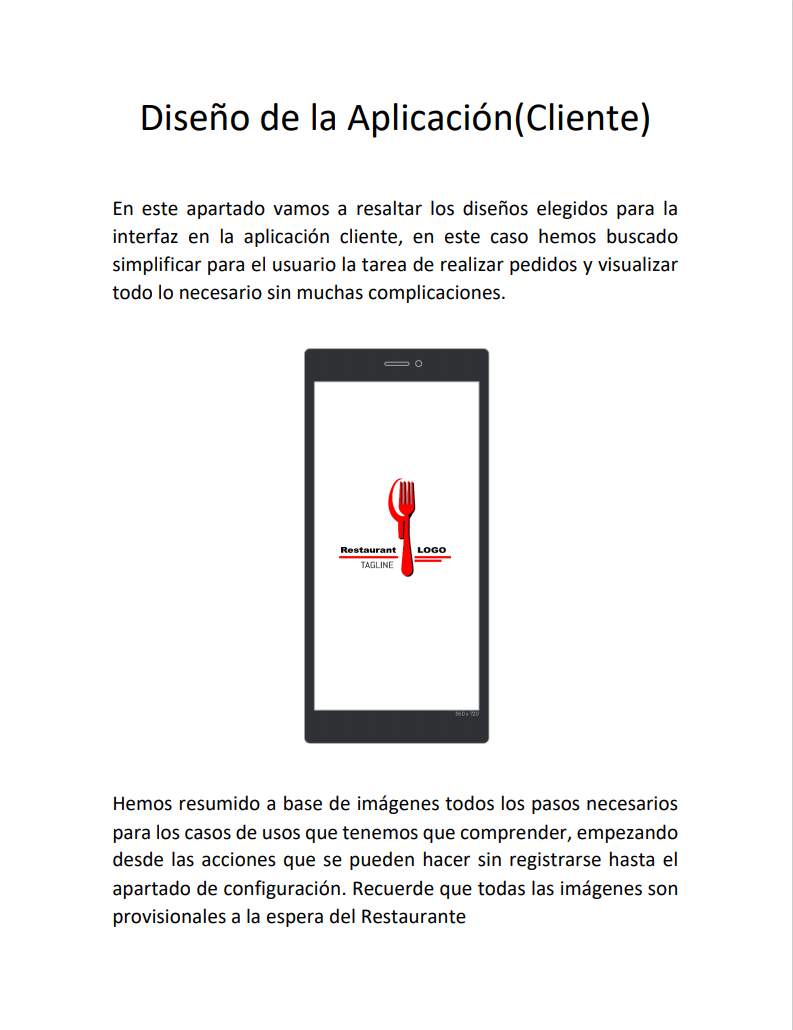 Diseño de la Aplicación(Cliente)
En este apartado vamos a resaltar los diseños elegidos para la
interfaz en la aplicación cliente, en este caso hemos buscado
simplificar para el usuario la tarea de realizar pedidos y visualizar
todo lo necesario sin muchas complicaciones.
Restaurant LOGO
TAGLINE
360 x 720
Hemos resumido a base de imágenes todos los pasos necesarios
para los casos de usos que tenemos que comprender, empezando
desde las acciones que se pueden hacer sin registrarse hasta el
apartado de configuración. Recuerde que todas las imágenes son
provisionales a la espera del Restaurante